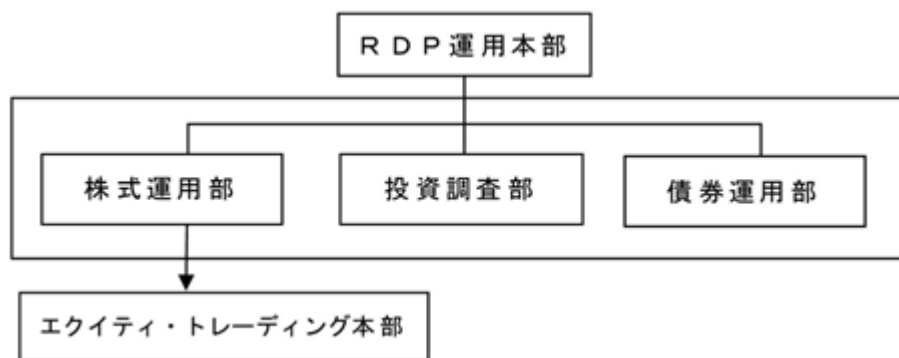 ＲＤＰ運用本部
株式運用部
投資調査部
債券運用部
エクイティ・トレーディング本部